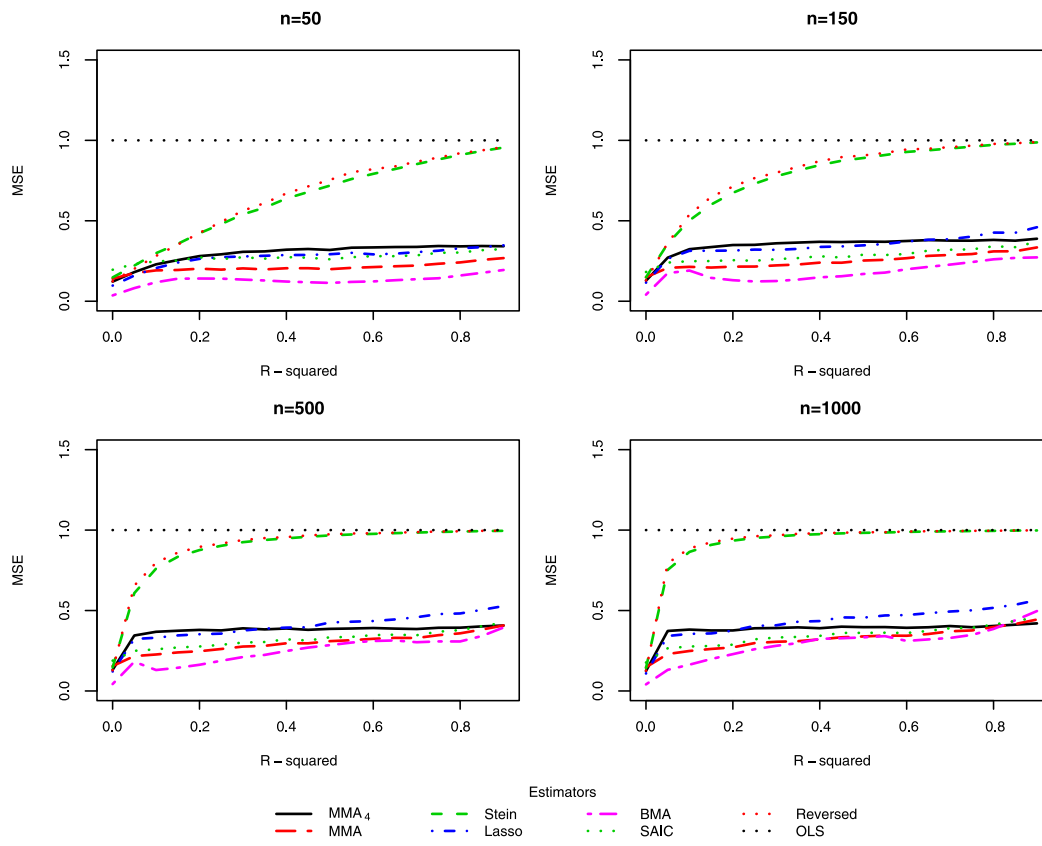 n=50
n=150
MSE
0.0 0.5 1.0 1.5
0.0 0.2 0.4 0.6 0.8
R − squared
MSE
0.0 0.5 1.0 1.5
0.0 0.2 0.4 0.6 0.8
R − squared
n=500
n=1000
MSE
0.0 0.5 1.0 1.5
0.0 0.2 0.4 0.6 0.8
R − squared
MSE
0.0 0.5 1.0 1.5
0.0 0.2 0.4 0.6 0.8
R − squared
Estimators
MMA₄ Stein BMA Reversed
MMA Lasso SAIC OLS